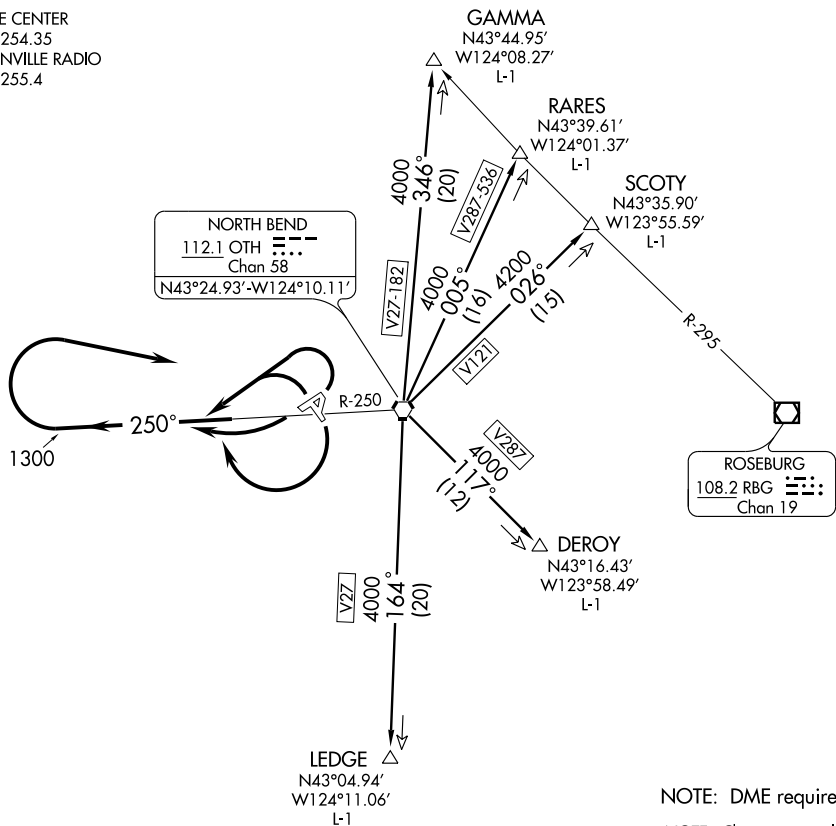 E CENTER
254.35
NVILLE RADIO
255.4
GAMMA
N43°44.95'
W124°08.27'
L-1
RARES
N43°39.61'
W124°01.37'
L-1
SCOTY
N43°35.90'
W123°55.59'
L-1
4000
346°
(20)
V27-182
V287-536
4000
005°
(16)
4200
026°
(15)
V121
R-295
NORTH BEND
112.1 OTH
Chan 58
N43°24.93'-W124°10.11'
R-250
250°
1300
ROSEBURG
108.2 RBG
Chan 19
V287
4000
117°
(12)
DEROY
N43°16.43'
W123°58.49'
L-1
V27
4000
164°
(20)
LEDGE
N43°04.94'
W124°11.06'
L-1
NOTE: DME require